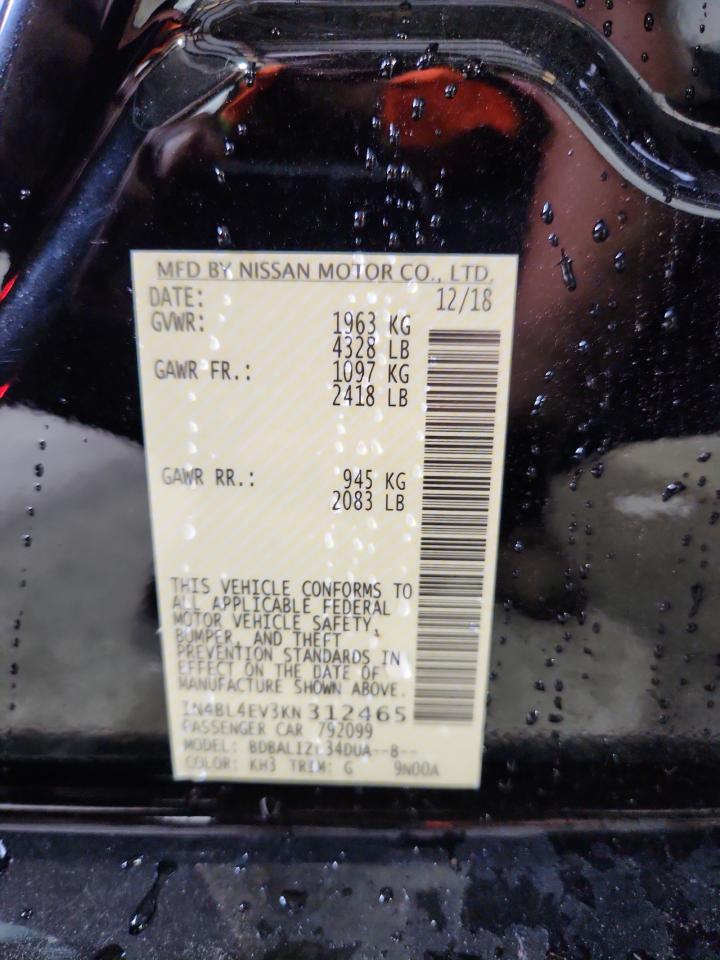 MFD BY NISSAN MOTOR CO., LTD.
DATE: 12/18
GVWR: 1963 KG
4328 LB
GAWR FR.: 1097 KG
2418 LB
GAWR RR.: 945 KG
2083 LB
THIS VEHICLE CONFORMS TO
ALL APPLICABLE FEDERAL
MOTOR VEHICLE SAFETY,
BUMPER, AND THEFT
PREVENTION STANDARDS IN
EFFECT ON THE DATE OF
MANUFACTURE SHOWN ABOVE.
1N4BL4EV3KN 312465
PASSENGER CAR 792099
MODEL:
COLOR: KH3 TRIM: G 9N00A